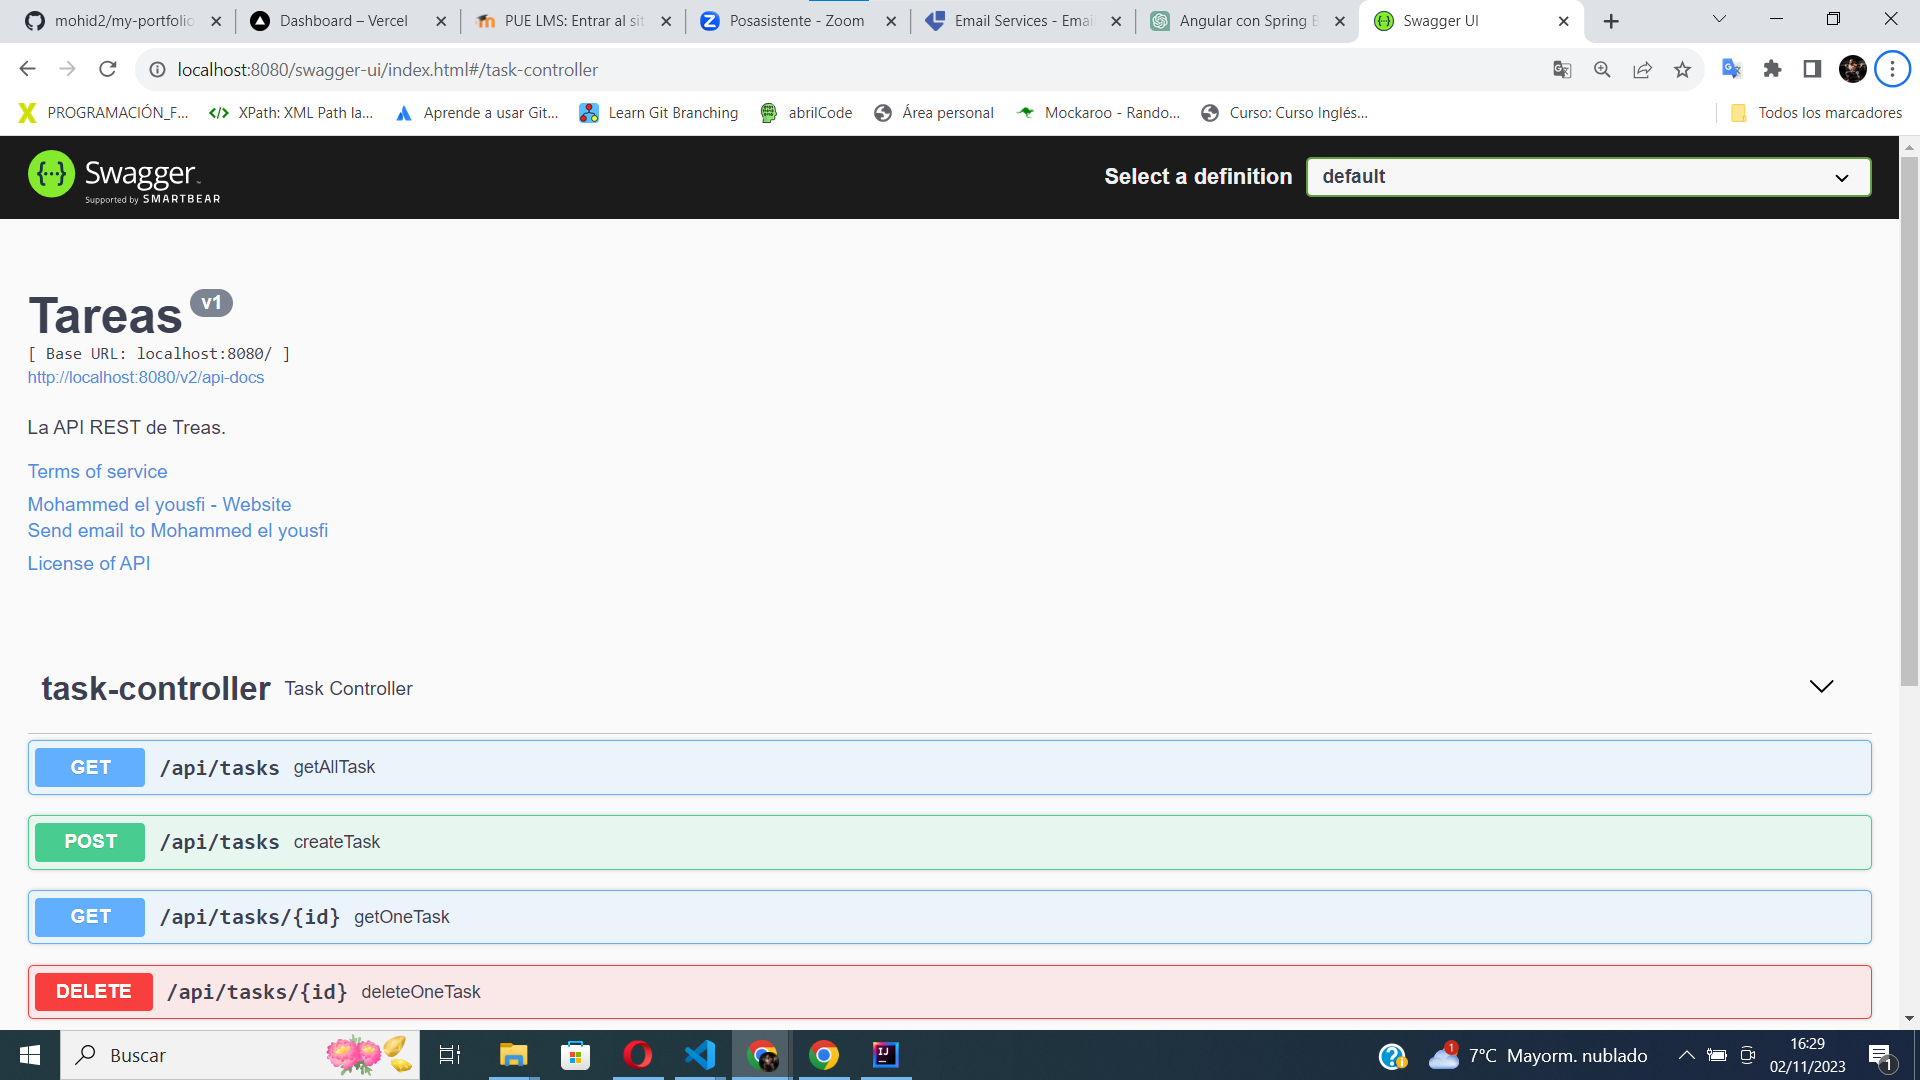 mohid2/my-portfolio
Dashboard – Vercel
PUE LMS: Entrar al sit
Posasistente - Zoom
Email Services - Emai
Angular con Spring B
Swagger UI
localhost:8080/swagger-ui/index.html#/task-controller
PROGRAMACIÓN_F...
XPath: XML Path la...
Aprende a usar Git...
Learn Git Branching
abrilCode
Área personal
Mockaroo - Rando...
Curso: Curso Inglés...
Todos los marcadores
Swagger
Supported by SMARTBEAR
Select a definition
default
Tareas v1
[ Base URL: localhost:8080/ ]
http://localhost:8080/v2/api-docs
La API REST de Treas.
Terms of service
Mohammed el yousfi - Website
Send email to Mohammed el yousfi
License of API
task-controller Task Controller
GET /api/tasks getAllTask
POST /api/tasks createTask
GET /api/tasks/{id} getOneTask
DELETE /api/tasks/{id} deleteOneTask
Buscar
1
7°C Mayorm. nublado
16:29
02/11/2023
1